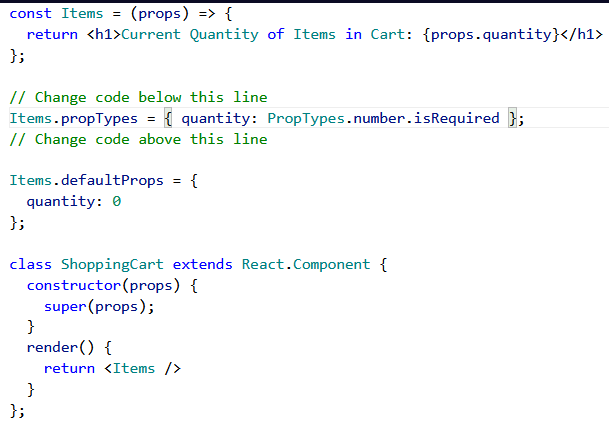 const Items = (props) => {
  return <h1>Current Quantity of Items in Cart: {props.quantity}</h1>
};

// Change code below this line
Items.propTypes = { quantity: PropTypes.number.isRequired };
// Change code above this line

Items.defaultProps = {
  quantity: 0
};

class ShoppingCart extends React.Component {
  constructor(props) {
    super(props);
  }
  render() {
    return <Items />
  }
};